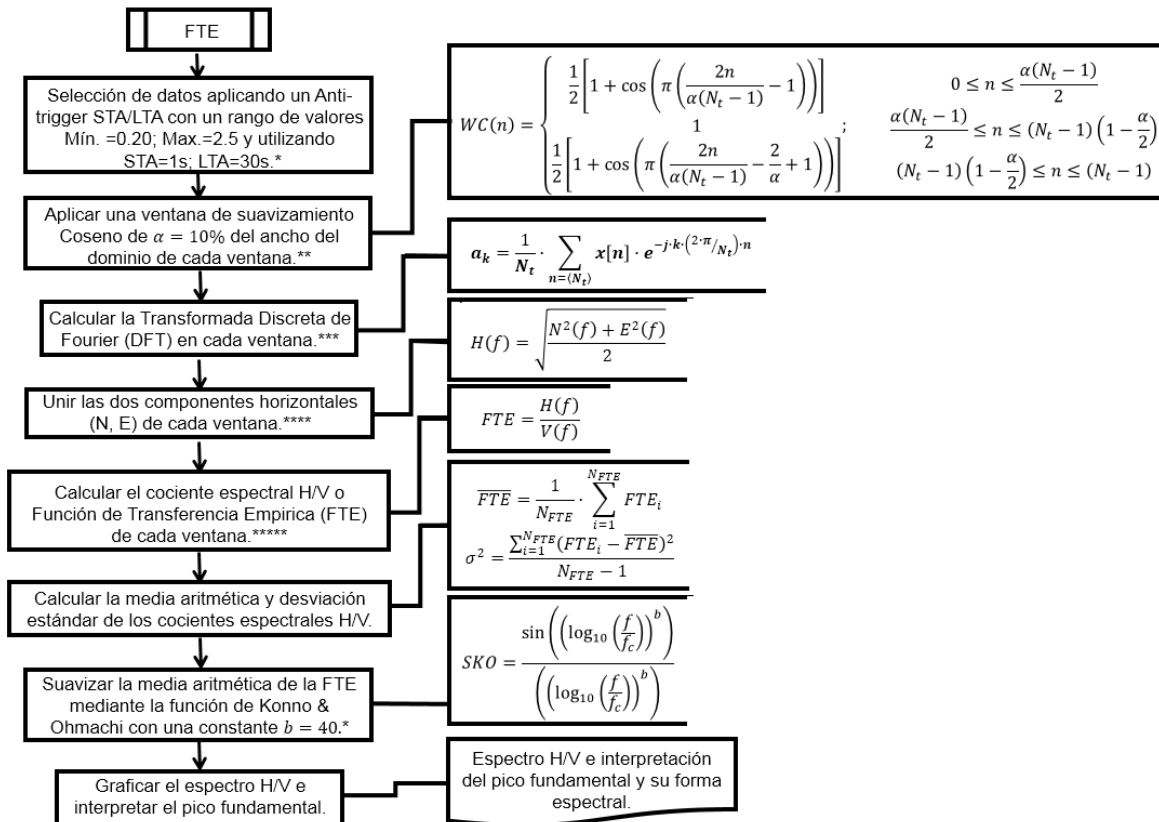 FTE
Selección de datos aplicando un Anti-
trigger STA/LTA con un rango de valores
Mín. =0.20; Max.=2.5 y utilizando
STA=1s; LTA=30s.*
Aplicar una ventana de suavizamiento
Coseno de α = 10% del ancho del
dominio de cada ventana.**
Calcular la Transformada Discreta de
Fourier (DFT) en cada ventana.***
Unir las dos componentes horizontales
(N, E) de cada ventana.****
Calcular el cociente espectral H/V o
Función de Transferencia Empirica (FTE)
de cada ventana.*****
Calcular la media aritmética y desviación
estándar de los cocientes espectrales H/V.
Suavizar la media aritmética de la FTE
mediante la función de Konno &
Ohmachi con una constante b = 40.*
Graficar el espectro H/V e
interpretar el pico fundamental.
WC(n) = { 1/2 [1 + cos (π (2n / α(N_t − 1) − 1))] 0 ≤ n ≤ α(N_t − 1) / 2
1 ; α(N_t − 1) / 2 ≤ n ≤ (N_t − 1) (1 − α/2)
1/2 [1 + cos (π (2n / α(N_t − 1) − 2/α + 1))] (N_t − 1) (1 − α/2) ≤ n ≤ (N_t − 1)
a_k = 1/N_t · ∑_{n=⟨N_t⟩} x[n] · e^{−j·k·(2·π/N_t)·n}
H(f) = √((N²(f) + E²(f)) / 2)
FTE = H(f) / V(f)
F̅T̅E̅ = 1/N_FTE · ∑_{i=1}^{N_FTE} FTE_i
σ² = ∑_{i=1}^{N_FTE} (FTE_i − F̅T̅E̅)² / (N_FTE − 1)
SKO = sin ((log₁₀ (f/f_c))^b) / ((log₁₀ (f/f_c))^b)
Espectro H/V e interpretación
del pico fundamental y su forma
espectral.